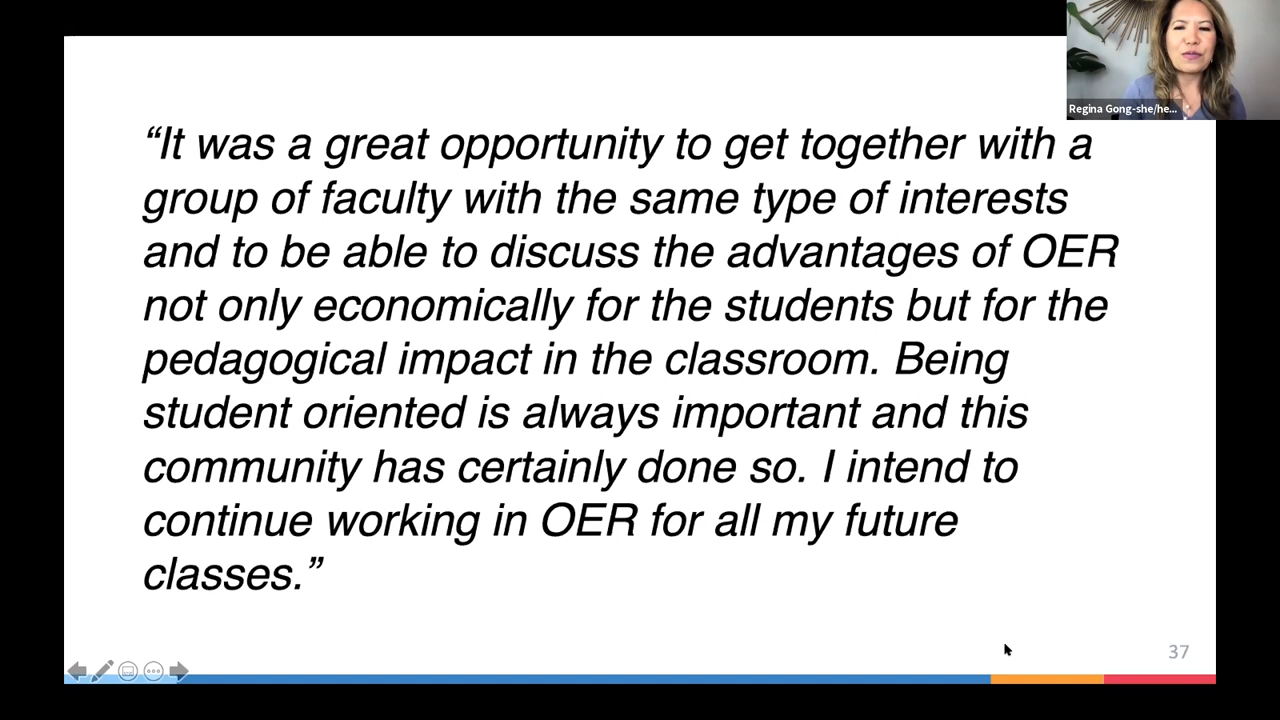 Regina Gong-she/he...
“It was a great opportunity to get together with a
group of faculty with the same type of interests
and to be able to discuss the advantages of OER
not only economically for the students but for the
pedagogical impact in the classroom. Being
student oriented is always important and this
community has certainly done so. I intend to
continue working in OER for all my future
classes.”
37